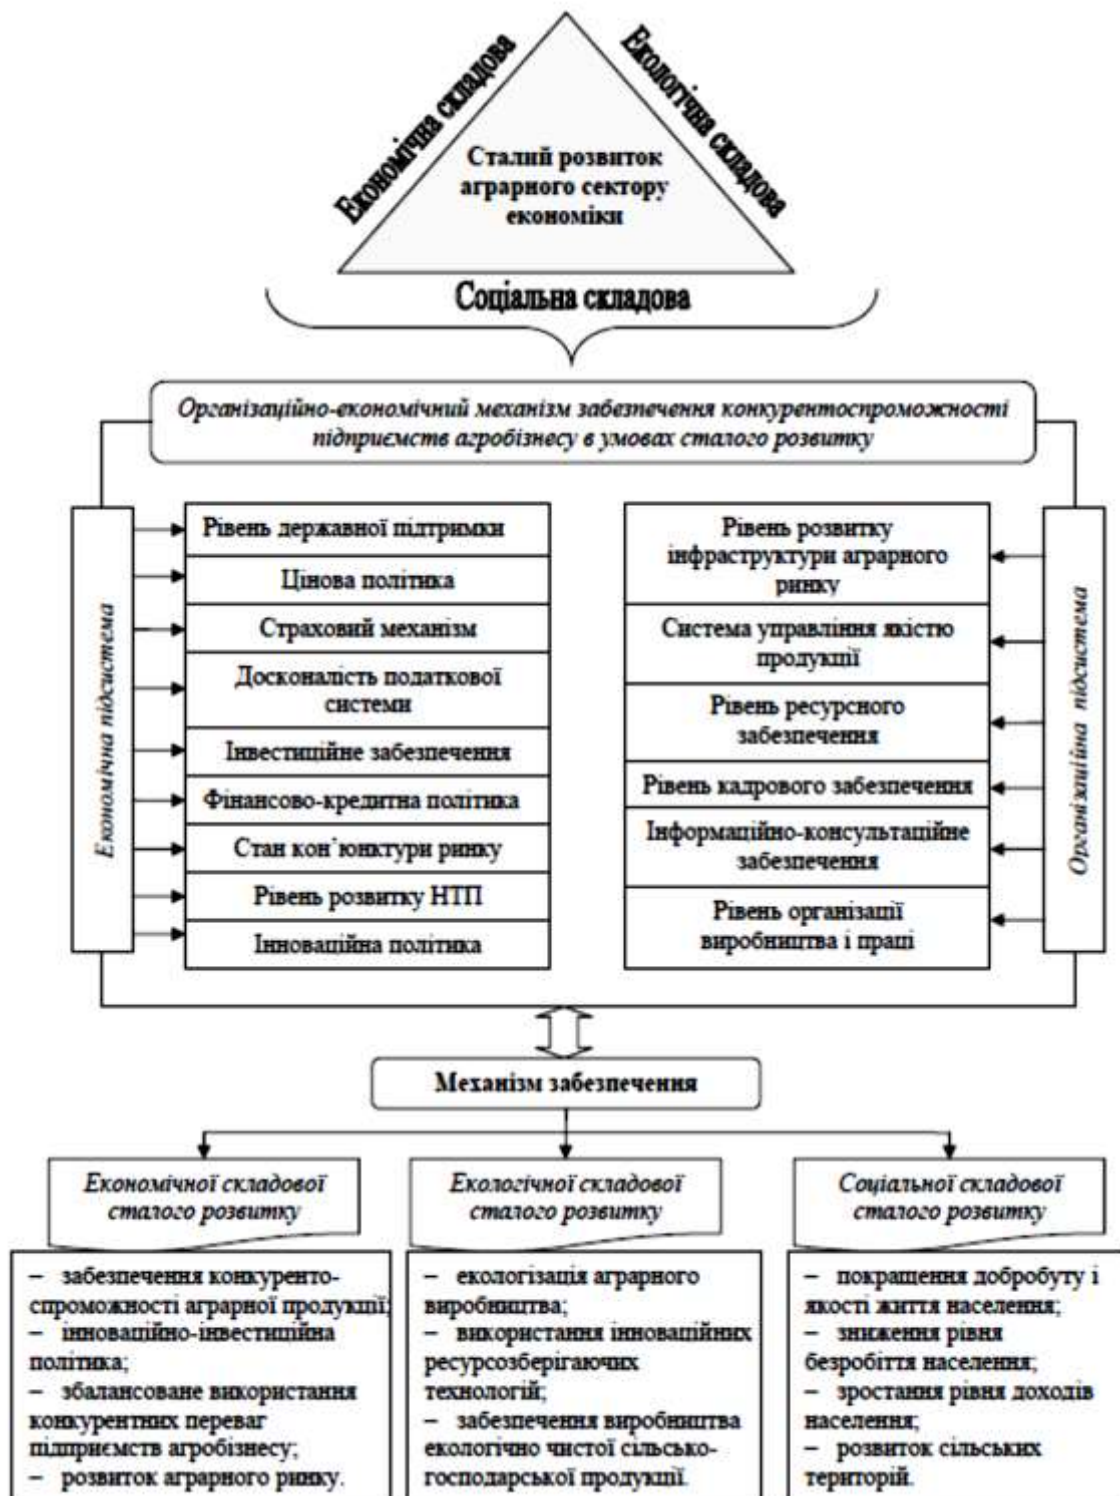 Економічна складова
Екологічна складова
Сталий розвиток
аграрного сектору
економіки
Соціальна складова
Організаційно-економічний механізм забезпечення конкурентоспроможності
підприємств агробізнесу в умовах сталого розвитку
Економічна підсистема
Рівень державної підтримки
Цінова політика
Страховий механізм
Досконалість податкової
системи
Інвестиційне забезпечення
Фінансово-кредитна політика
Стан кон’юнктури ринку
Рівень розвитку НТП
Інноваційна політика
Рівень розвитку
інфраструктури аграрного
ринку
Система управління якістю
продукції
Рівень ресурсного
забезпечення
Рівень кадрового забезпечення
Інформаційно-консультаційне
забезпечення
Рівень організації
виробництва і праці
Організаційна підсистема
Механізм забезпечення
Економічної складової
сталого розвитку
– забезпечення конкуренто-
спроможності аграрної продукції;
– інноваційно-інвестиційна
політика;
– збалансоване використання
конкурентних переваг
підприємств агробізнесу;
– розвиток аграрного ринку.
Екологічної складової
сталого розвитку
– екологізація аграрного
виробництва;
– використання інноваційних
ресурсозберігаючих
технологій;
– забезпечення виробництва
екологічно чистої сільсько-
господарської продукції.
Соціальної складової
сталого розвитку
– покращення добробуту і
якості життя населення;
– зниження рівня
безробіття населення;
– зростання рівня доходів
населення;
– розвиток сільських
територій.